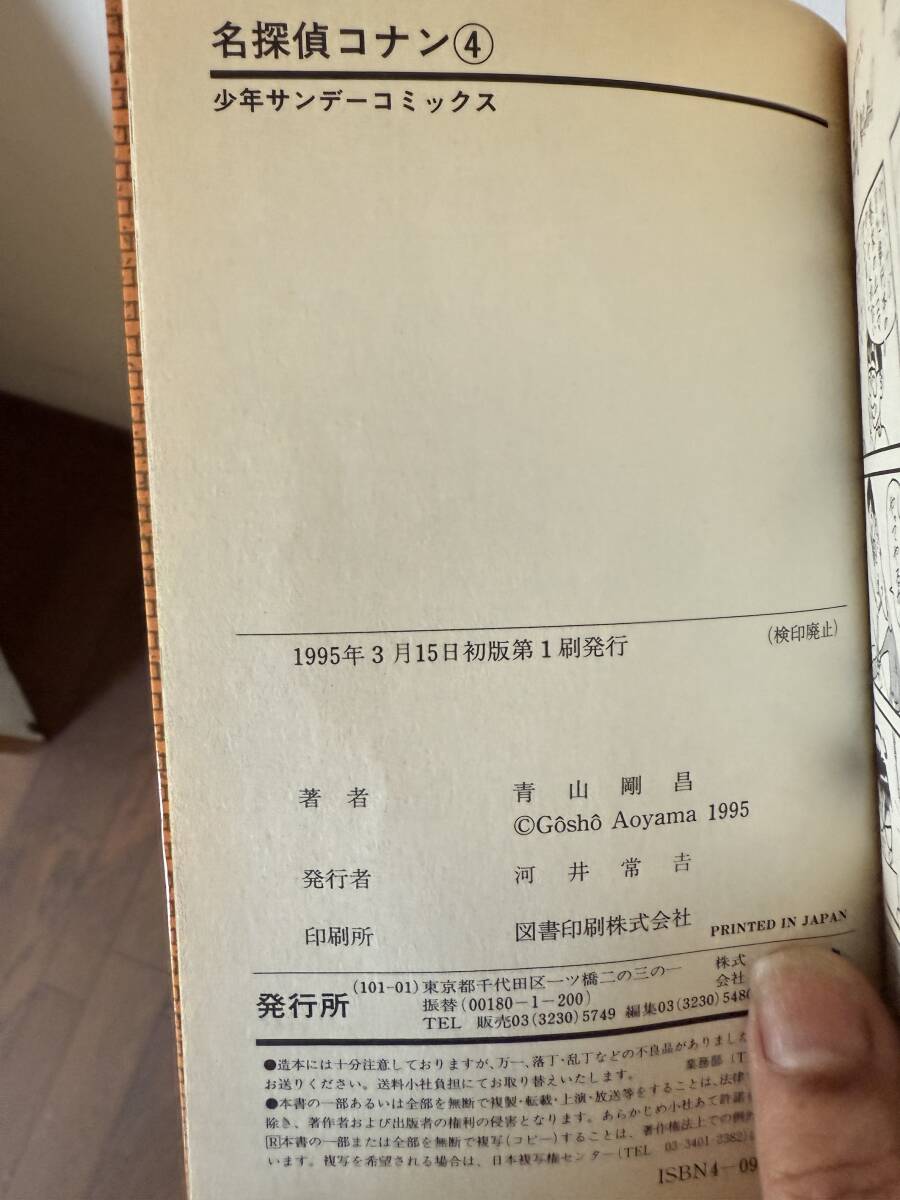 名探偵コナン④
少年サンデーコミックス
1995年3月15日初版第1刷発行
(検印廃止)
著者 青山剛昌
©Gôshô Aoyama 1995
発行者 河井常吉
印刷所 図書印刷株式会社
PRINTED IN JAPAN
発行所
(101-01)東京都千代田区一ツ橋二の三の一
振替(00180-1-200)
TEL 販売03(3230)5749 編集03(3230)5480
株式
会社
●造本には十分注意しておりますが、万一、落丁・乱丁などの不良品がありました
お送りください。送料小社負担にてお取り替えいたします。 業務部(T
●本書の一部あるいは全部を無断で複製・転載・上演・放送等をすることは、法律
除き、著作者および出版者の権利の侵害となります。あらかじめ小社あて許諾
Ⓡ本書の一部または全部を無断で複写(コピー)することは、著作権法上での例外
います。複写を希望される場合は、日本複写権センター(TEL 03-3401-2382)
ISBN4-09